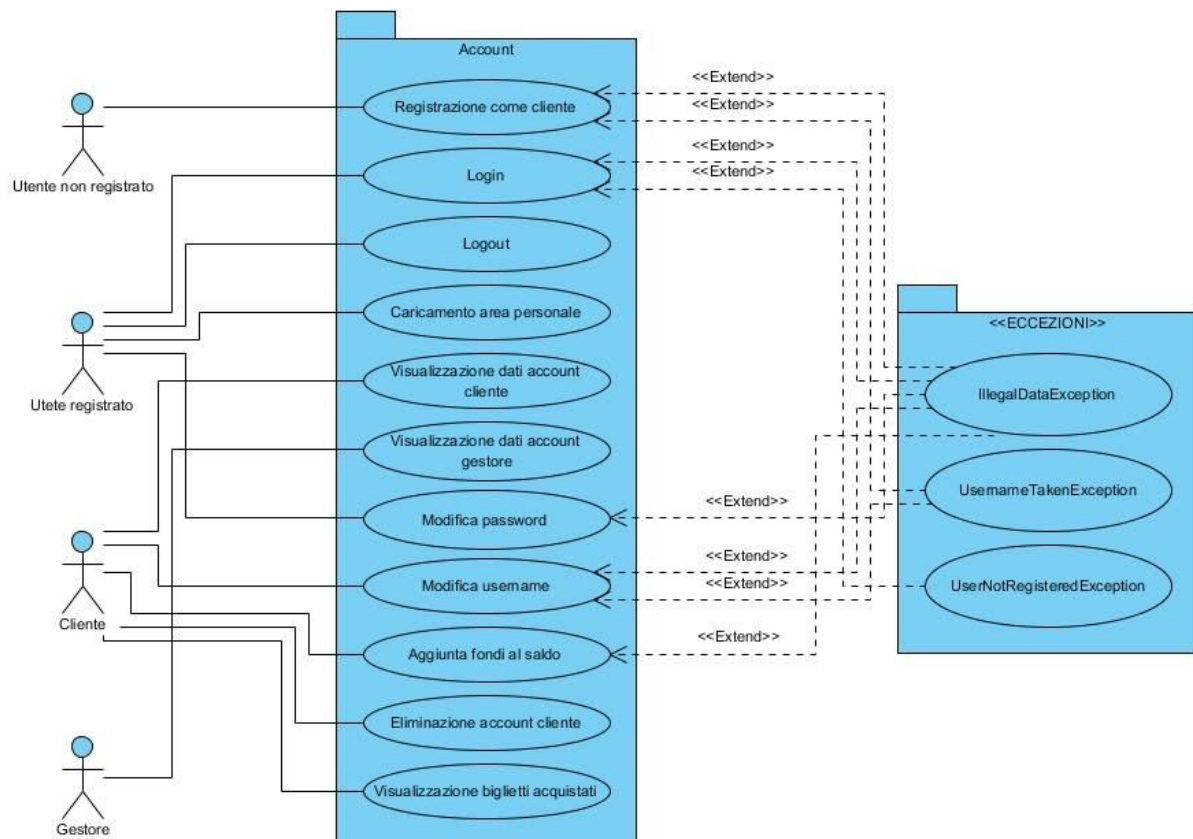 Account
<<Extend>>
Registrazione come cliente
<<Extend>>
Utente non registrato
<<Extend>>
Login
<<Extend>>
Logout
Caricamento area personale
<<ECCEZIONI>>
Utete registrato
Visualizzazione dati account
cliente
IllegalDataException
Visualizzazione dati account
gestore
UsernameTakenException
<<Extend>>
Modifica password
<<Extend>>
Modifica username
<<Extend>>
UserNotRegisteredException
Cliente
<<Extend>>
Aggiunta fondi al saldo
Eliminazione account cliente
Visualizzazione biglietti acquistati
Gestore